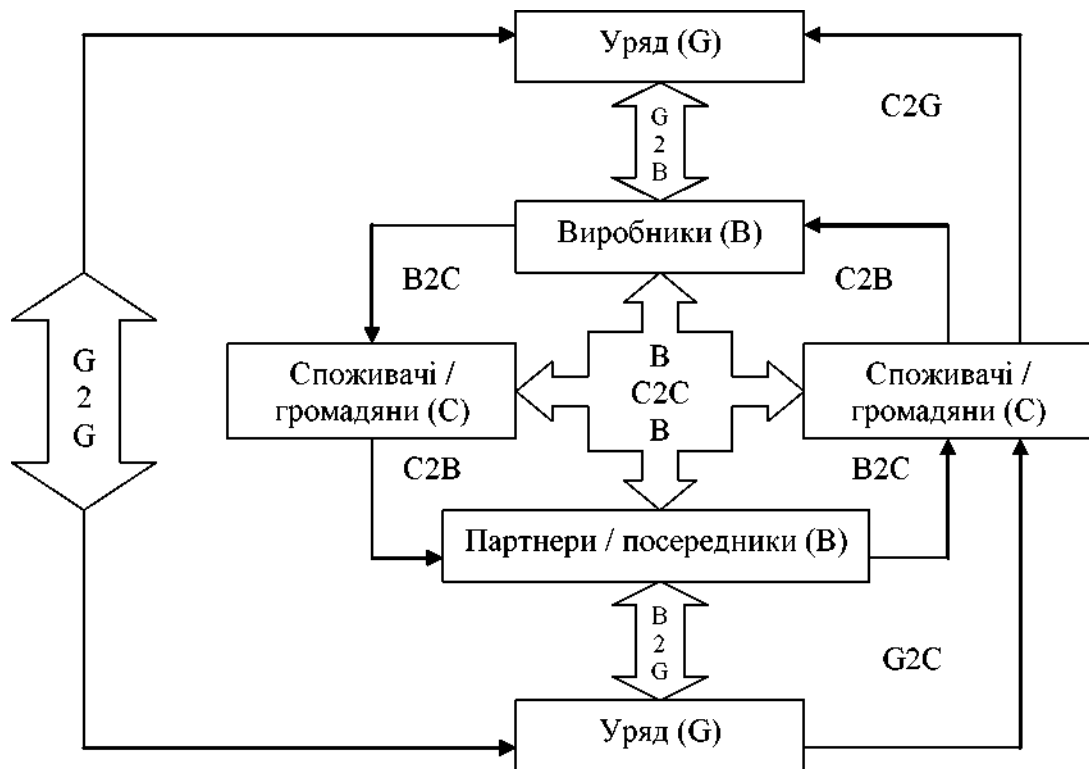 Уряд (G)
C2G
G
2
B
Виробники (B)
B2C
C2B
G
2
G
Споживачі /
громадяни (C)
B
C2C
B
Споживачі /
громадяни (C)
C2B
B2C
Партнери / посередники (B)
B
2
G
G2C
Уряд (G)